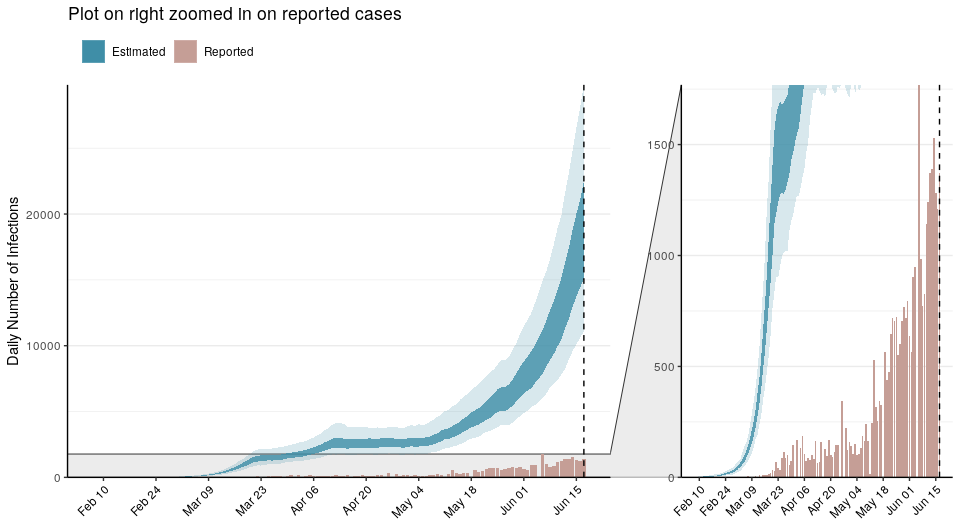 Plot on right zoomed in on reported cases
Estimated
Reported
Daily Number of Infections
20000
10000
0
Feb 10
Feb 24
Mar 09
Mar 23
Apr 06
Apr 20
May 04
May 18
Jun 01
Jun 15
1500
1000
500
0
Feb 10
Feb 24
Mar 09
Mar 23
Apr 06
Apr 20
May 04
May 18
Jun 01
Jun 15